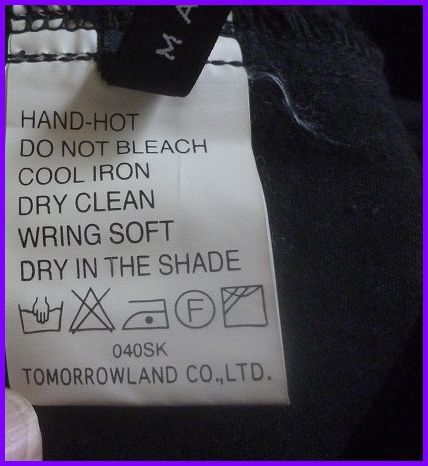 M A
HAND-HOT
DO NOT BLEACH
COOL IRON
DRY CLEAN
WRING SOFT
DRY IN THE SHADE
F
040SK
TOMORROWLAND CO.,LTD.